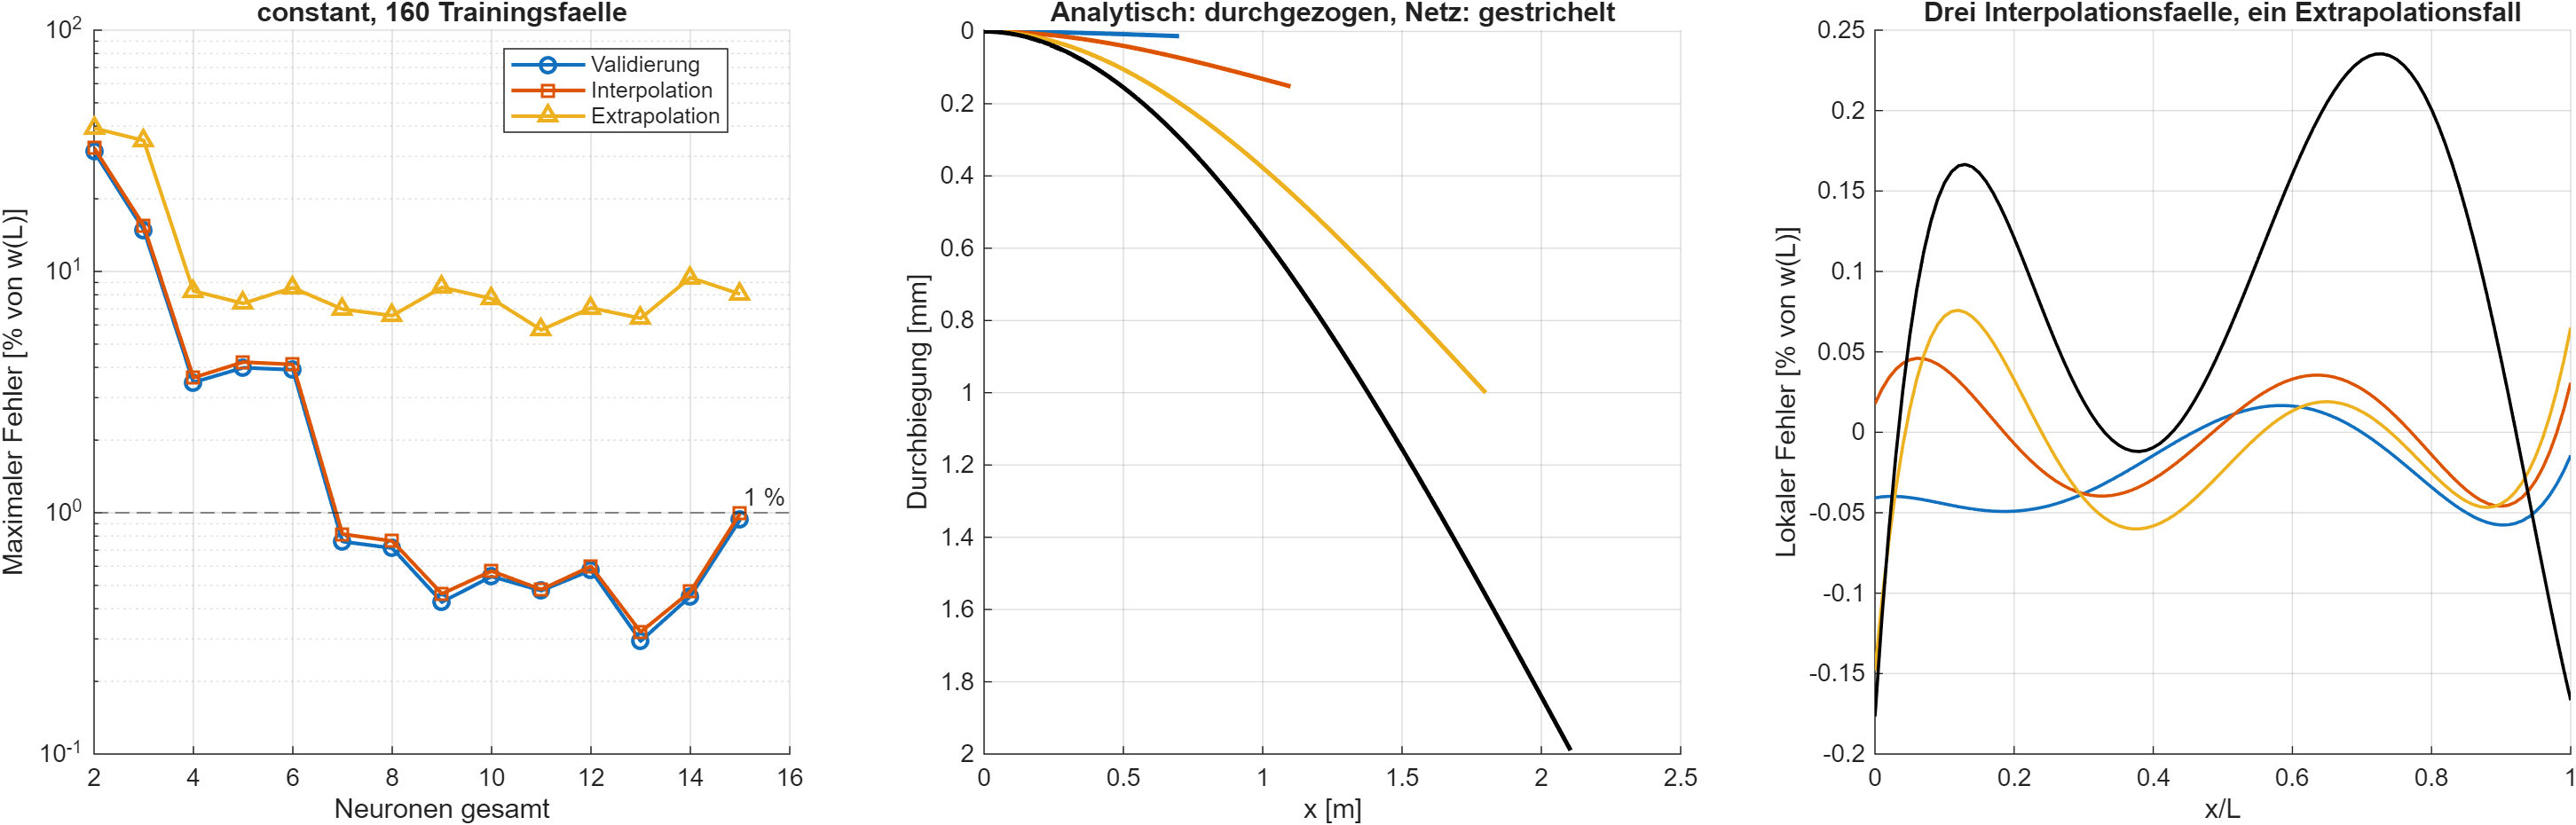 constant, 160 Trainingsfaelle
Maximaler Fehler [% von w(L)]
10^2
10^1
10^0
10^-1
Validierung
Interpolation
Extrapolation
1 %
2 4 6 8 10 12 14 16
Neuronen gesamt
Analytisch: durchgezogen, Netz: gestrichelt
Durchbiegung [mm]
0
0.2
0.4
0.6
0.8
1
1.2
1.4
1.6
1.8
2
0 0.5 1 1.5 2 2.5
x [m]
Drei Interpolationsfaelle, ein Extrapolationsfall
Lokaler Fehler [% von w(L)]
0.25
0.2
0.15
0.1
0.05
0
-0.05
-0.1
-0.15
-0.2
0 0.2 0.4 0.6 0.8 1
x/L